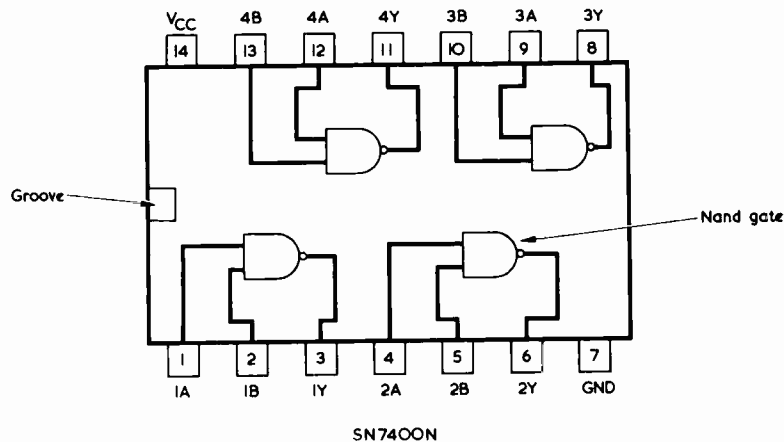 VCC 4B 4A 4Y 3B 3A 3Y
14 13 12 11 10 9 8
Groove
Nand gate
1 2 3 4 5 6 7
1A 1B 1Y 2A 2B 2Y GND
SN7400N